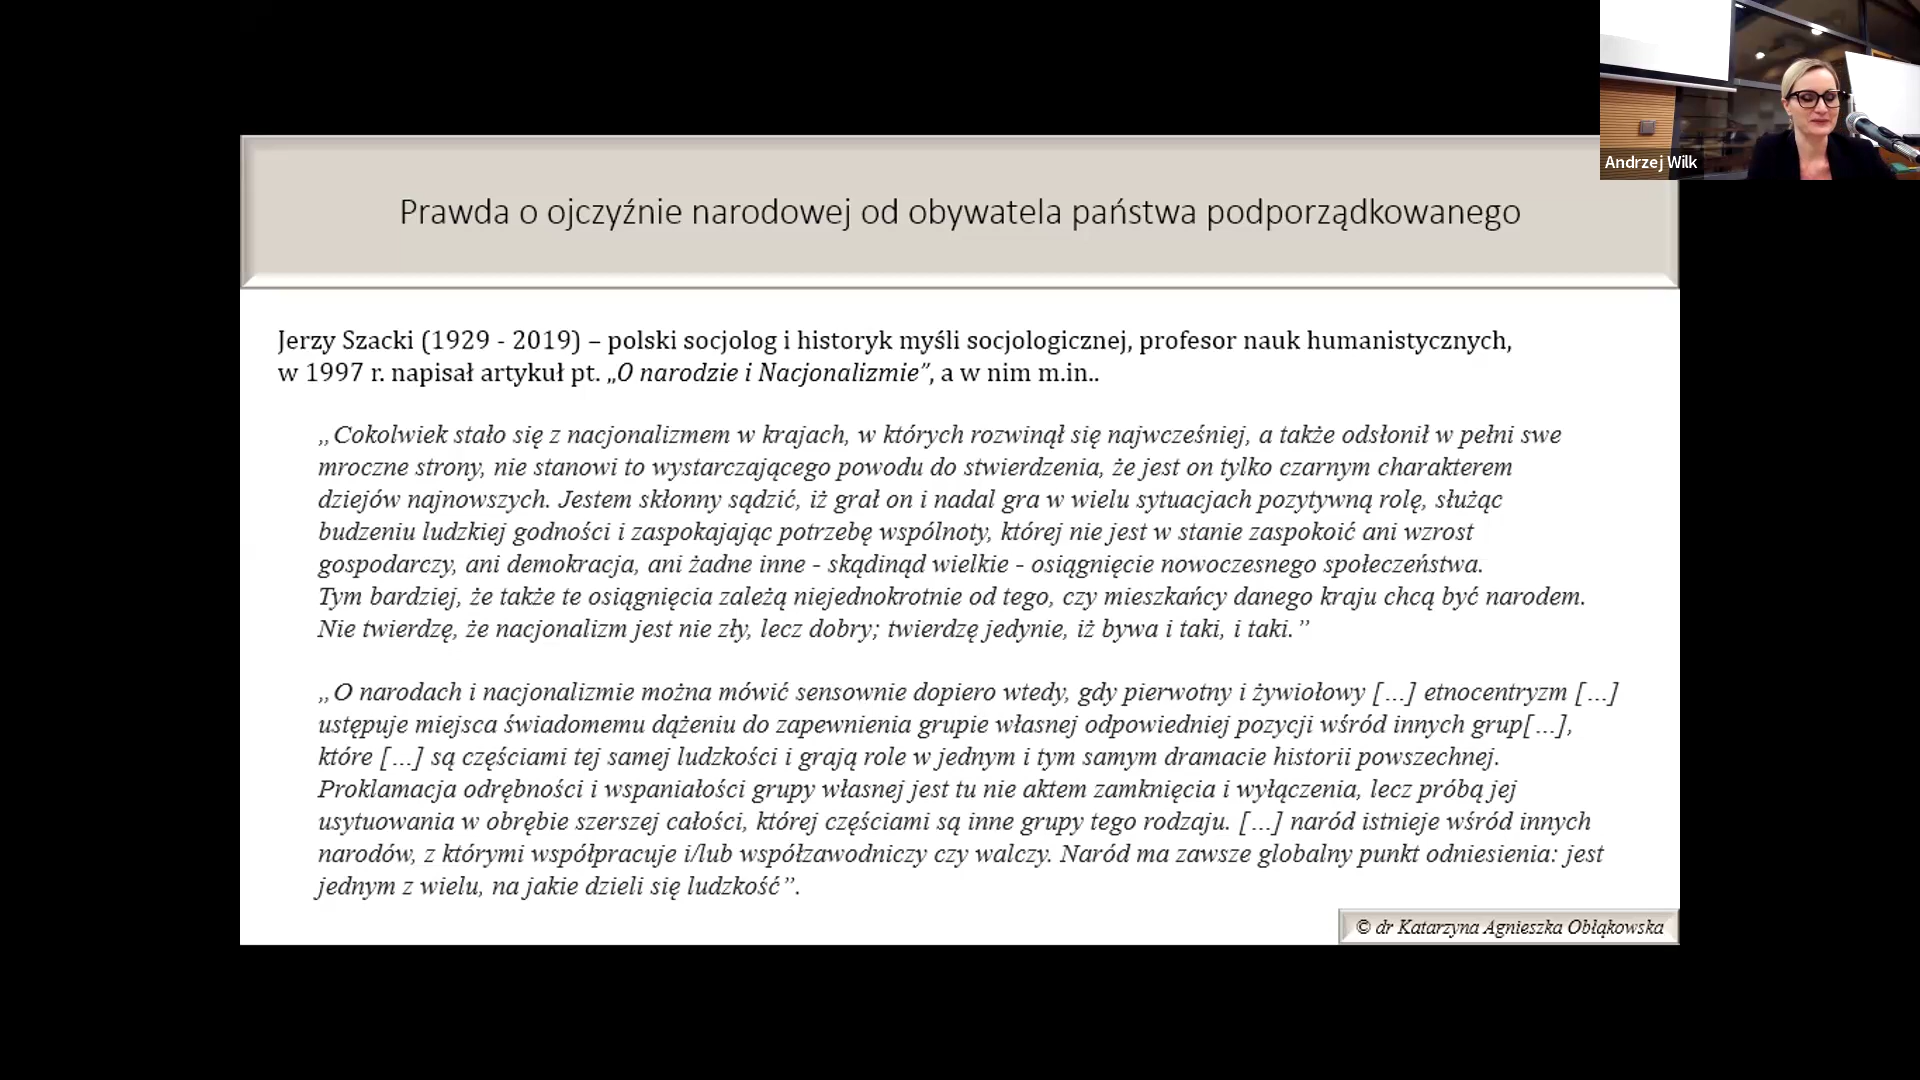 Andrzej Wilk
Prawda o ojczyźnie narodowej od obywatela państwa podporządkowanego
Jerzy Szacki (1929 - 2019) – polski socjolog i historyk myśli socjologicznej, profesor nauk humanistycznych,
w 1997 r. napisał artykuł pt. „O narodzie i Nacjonalizmie”, a w nim m.in..
„Cokolwiek stało się z nacjonalizmem w krajach, w których rozwinął się najwcześniej, a także odsłonił w pełni swe
mroczne strony, nie stanowi to wystarczającego powodu do stwierdzenia, że jest on tylko czarnym charakterem
dziejów najnowszych. Jestem skłonny sądzić, iż grał on i nadal gra w wielu sytuacjach pozytywną rolę, służąc
budzeniu ludzkiej godności i zaspokajając potrzebę wspólnoty, której nie jest w stanie zaspokoić ani wzrost
gospodarczy, ani demokracja, ani żadne inne - skądinąd wielkie - osiągnięcie nowoczesnego społeczeństwa.
Tym bardziej, że także te osiągnięcia zależą niejednokrotnie od tego, czy mieszkańcy danego kraju chcą być narodem.
Nie twierdzę, że nacjonalizm jest nie zły, lecz dobry; twierdzę jedynie, iż bywa i taki, i taki.”
„O narodach i nacjonalizmie można mówić sensownie dopiero wtedy, gdy pierwotny i żywiołowy […] etnocentryzm […]
ustępuje miejsca świadomemu dążeniu do zapewnienia grupie własnej odpowiedniej pozycji wśród innych grup[…],
które […] są częściami tej samej ludzkości i grają role w jednym i tym samym dramacie historii powszechnej.
Proklamacja odrębności i wspaniałości grupy własnej jest tu nie aktem zamknięcia i wyłączenia, lecz próbą jej
usytuowania w obrębie szerszej całości, której częściami są inne grupy tego rodzaju. […] naród istnieje wśród innych
narodów, z którymi współpracuje i/lub współzawodniczy czy walczy. Naród ma zawsze globalny punkt odniesienia: jest
jednym z wielu, na jakie dzieli się ludzkość”.
© dr Katarzyna Agnieszka Obłąkowska